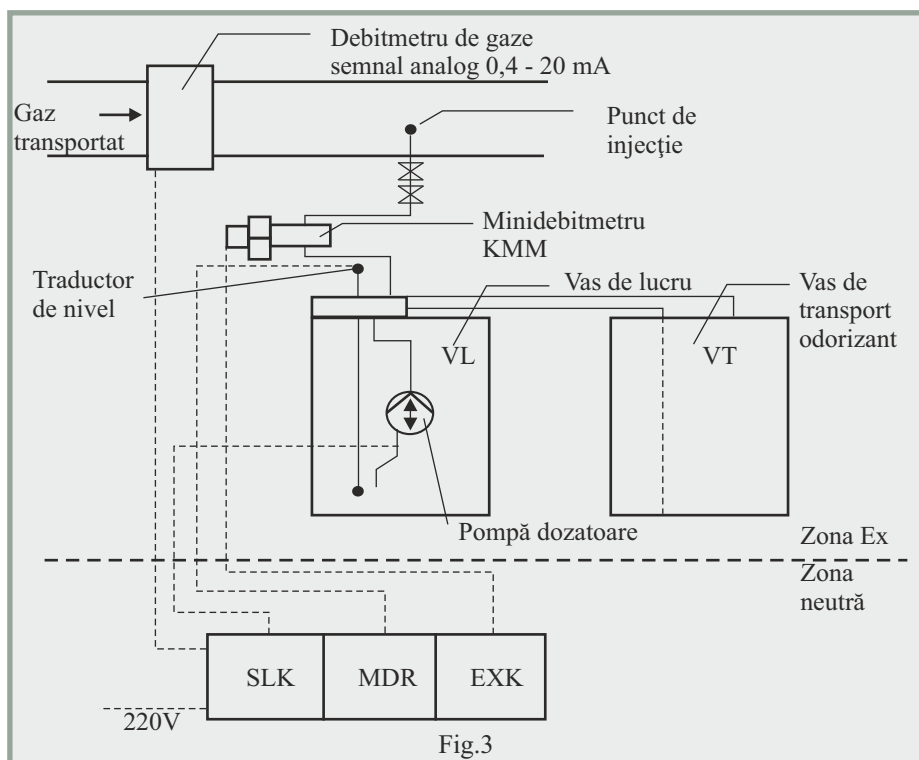 Debitmetru de gaze
semnal analog 0,4 - 20 mA
Gaz
transportat
Punct de
injecţie
Minidebitmetru
KMM
Traductor
de nivel
Vas de lucru
Vas de
transport
odorizant
VL
VT
Pompă dozatoare
Zona Ex
Zona
neutră
SLK
MDR
EXK
220V
Fig.3